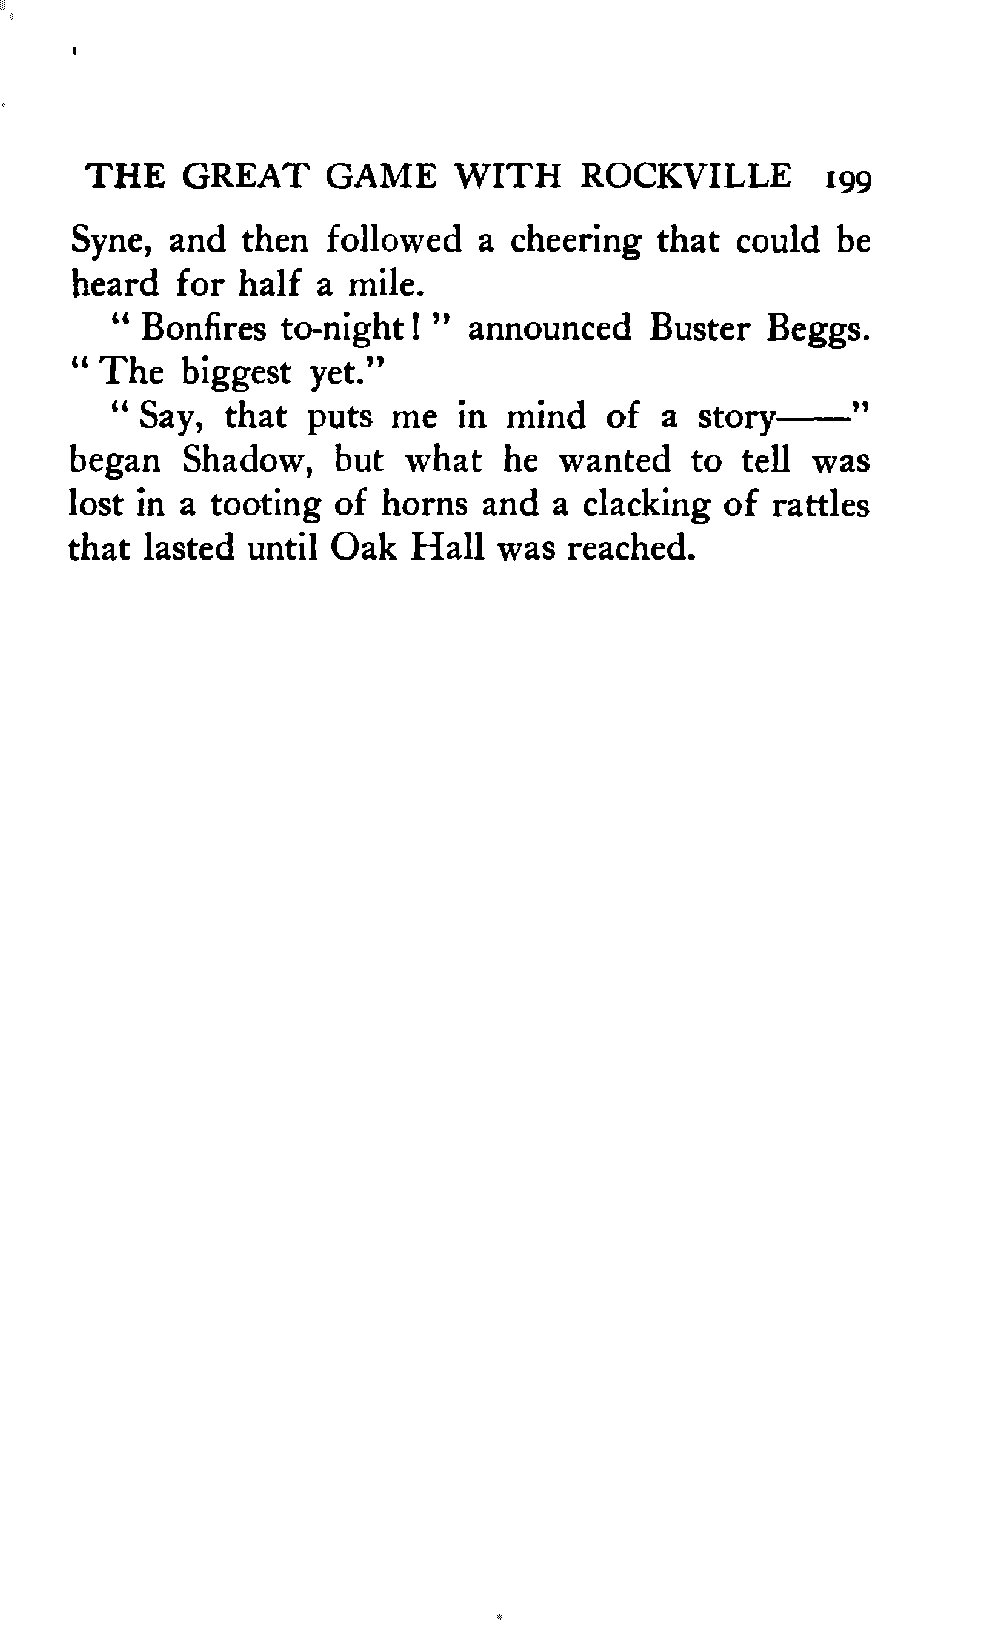 THE GREAT GAME WITH ROCKVILLE 199
Syne, and then followed a cheering that could be
heard for half a mile.
“ Bonfires to-night! ” announced Buster Beggs.
“ The biggest yet.”
“ Say, that puts me in mind of a story——”
began Shadow, but what he wanted to tell was
lost in a tooting of horns and a clacking of rattles
that lasted until Oak Hall was reached.